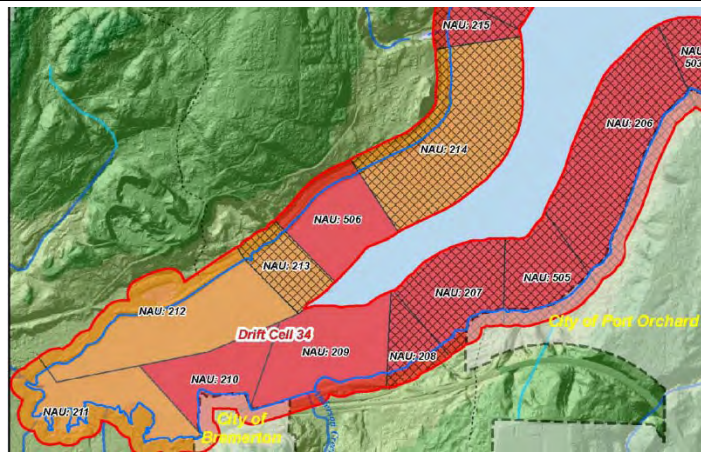 NAU: 215
NAU:
503
NAU: 206
NAU: 214
NAU: 506
NAU: 213
NAU: 505
NAU: 207
NAU: 212
City of Port Orchard
Drift Cell 34
NAU: 209
NAU: 208
NAU: 210
NAU: 211
City of
Bremerton